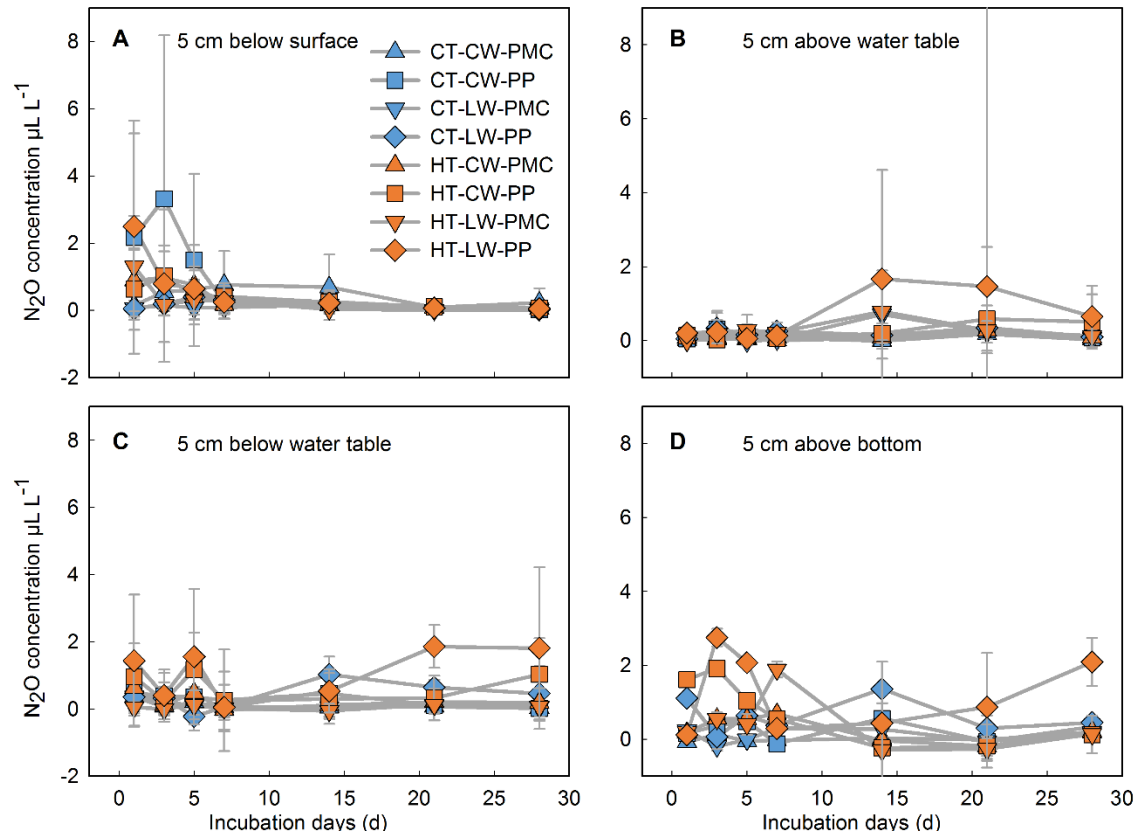 A 5 cm below surface
CT-CW-PMC
CT-CW-PP
CT-LW-PMC
CT-LW-PP
HT-CW-PMC
HT-CW-PP
HT-LW-PMC
HT-LW-PP
N2O concentration µL L⁻¹
8
6
4
2
0
-2
B 5 cm above water table
8
6
4
2
0
C 5 cm below water table
N2O concentration µL L⁻¹
8
6
4
2
0
-2
0 5 10 15 20 25 30
Incubation days (d)
D 5 cm above bottom
8
6
4
2
0
0 5 10 15 20 25 30
Incubation days (d)